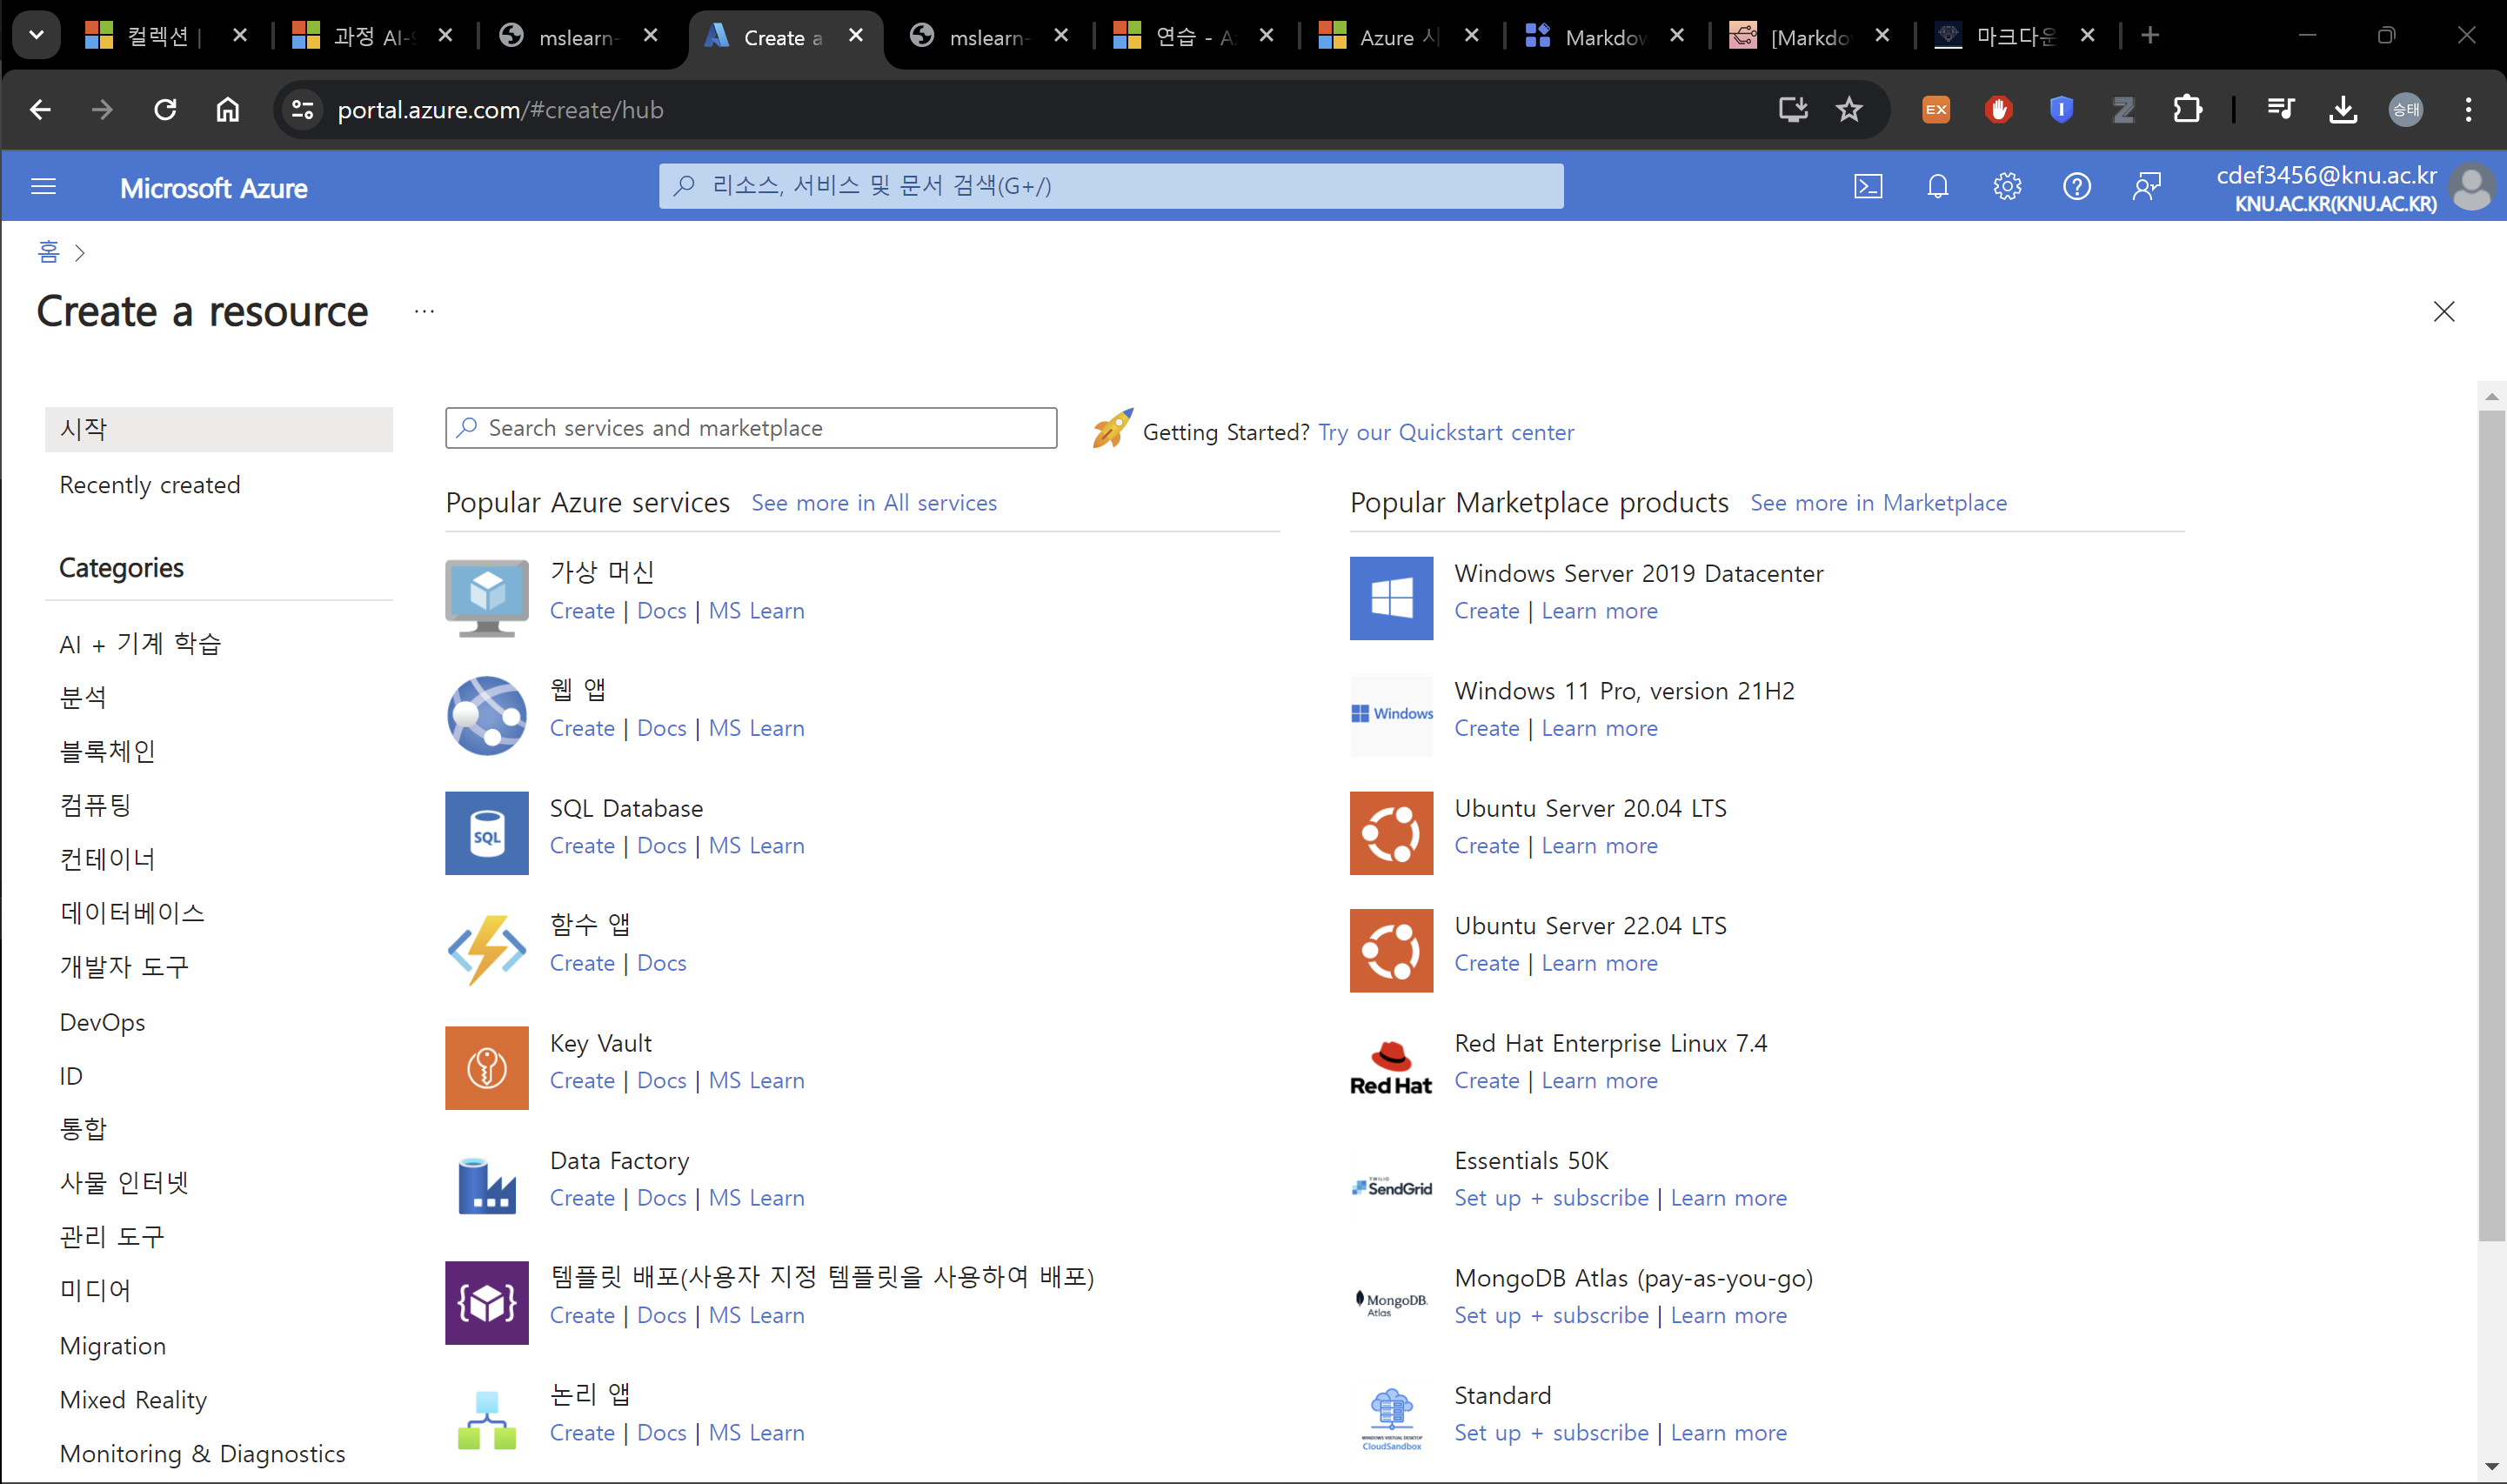 컬렉션 |
과정 AI-9
mslearn-
Create a
mslearn-
연습 - A
Azure 시
Markdow
[Markdo
마크다운
portal.azure.com/#create/hub
EX
승태
Microsoft Azure
리소스, 서비스 및 문서 검색(G+/)
cdef3456@knu.ac.kr
KNU.AC.KR(KNU.AC.KR)
홈
Create a resource
시작
Recently created
Categories
AI + 기계 학습
분석
블록체인
컴퓨팅
컨테이너
데이터베이스
개발자 도구
DevOps
ID
통합
사물 인터넷
관리 도구
미디어
Migration
Mixed Reality
Monitoring & Diagnostics
Search services and marketplace
Getting Started? Try our Quickstart center
Popular Azure services See more in All services
가상 머신
Create | Docs | MS Learn
웹 앱
Create | Docs | MS Learn
SQL
SQL Database
Create | Docs | MS Learn
함수 앱
Create | Docs
Key Vault
Create | Docs | MS Learn
Data Factory
Create | Docs | MS Learn
템플릿 배포(사용자 지정 템플릿을 사용하여 배포)
Create | Docs | MS Learn
논리 앱
Create | Docs | MS Learn
Popular Marketplace products See more in Marketplace
Windows Server 2019 Datacenter
Create | Learn more
Windows
Windows 11 Pro, version 21H2
Create | Learn more
Ubuntu Server 20.04 LTS
Create | Learn more
Ubuntu Server 22.04 LTS
Create | Learn more
Red Hat
Red Hat Enterprise Linux 7.4
Create | Learn more
TWILIO
SendGrid
Essentials 50K
Set up + subscribe | Learn more
MongoDB.
Atlas
MongoDB Atlas (pay-as-you-go)
Set up + subscribe | Learn more
WINDOWS VIRTUAL DESKTOP
CloudSandbox
Standard
Set up + subscribe | Learn more